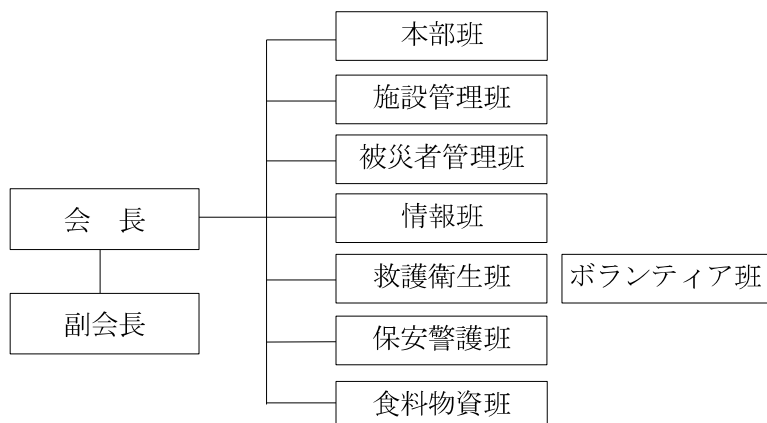 本部班
施設管理班
被災者管理班
会　長
情報班
救護衛生班
ボランティア班
副会長
保安警護班
食料物資班